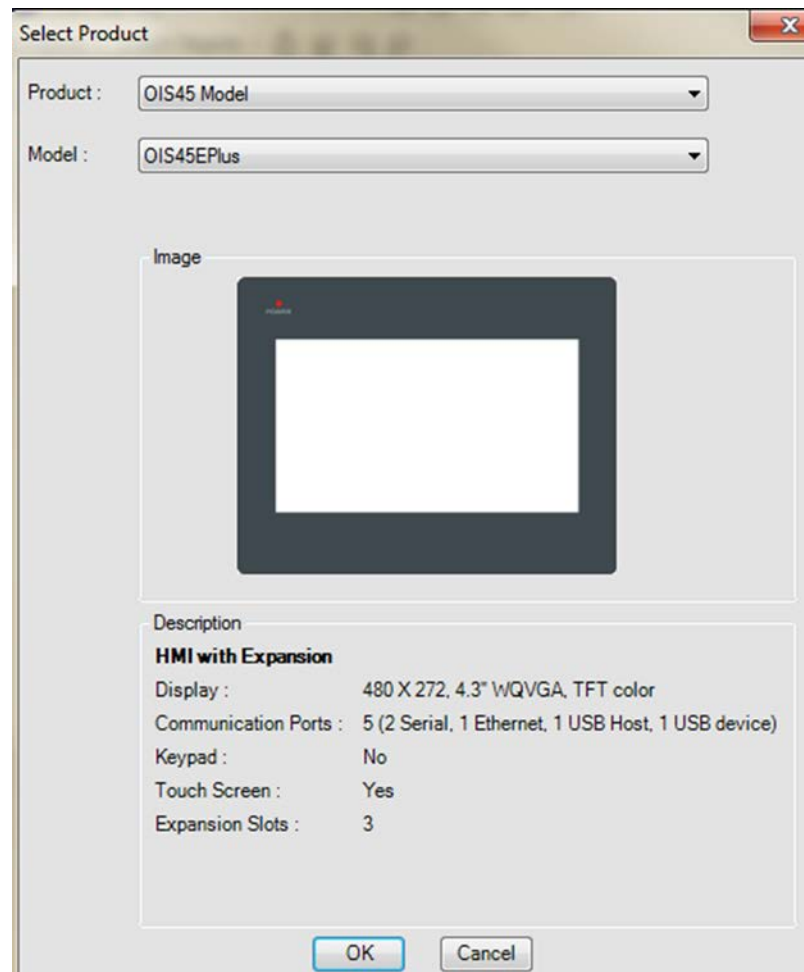 Select Product
Product :
OIS45 Model
Model :
OIS45EPlus
Image
Description
HMI with Expansion
Display : 480 X 272, 4.3" WQVGA, TFT color
Communication Ports : 5 (2 Serial, 1 Ethernet, 1 USB Host, 1 USB device)
Keypad : No
Touch Screen : Yes
Expansion Slots : 3
OK Cancel